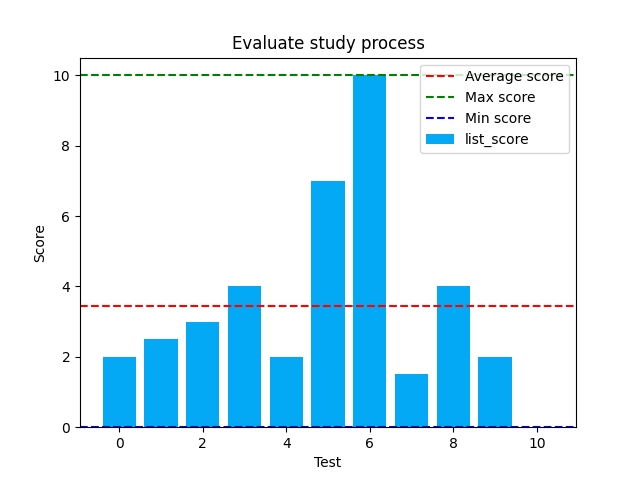 Evaluate study process
Average score
Max score
Min score
list_score
Score
10
8
6
4
2
0
0 2 4 6 8 10
Test